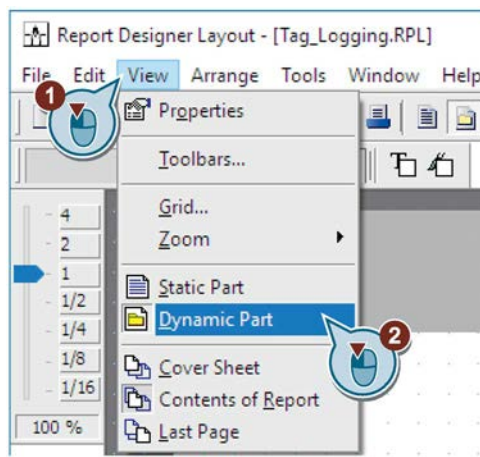 Report Designer Layout - [Tag_Logging.RPL]
File Edit View Arrange Tools Window Help
1
Properties
Toolbars...
Grid...
Zoom
Static Part
Dynamic Part
2
Cover Sheet
Contents of Report
Last Page
4
2
1
1/2
1/4
1/8
1/16
100 %